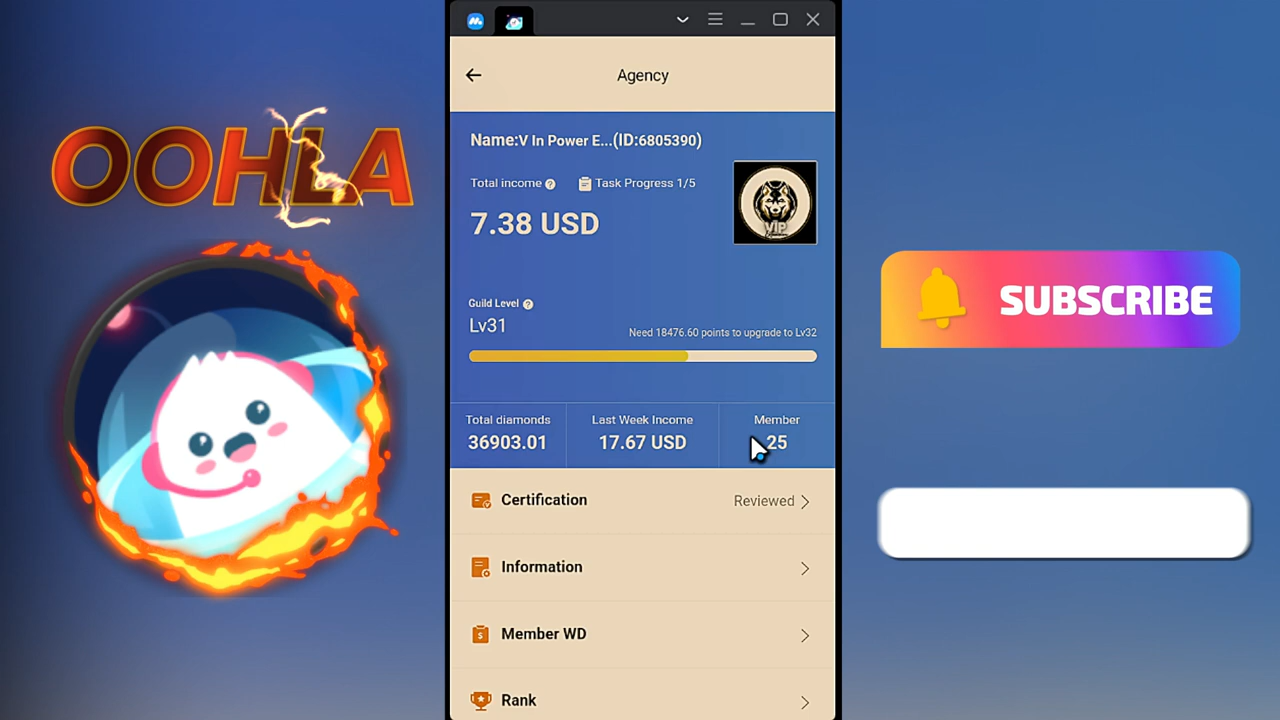 OOHLA
Agency
Name:V In Power E...(ID:6805390)
Total income
Task Progress 1/5
7.38 USD
VIP
Guild Level
Lv31
Need 18476.60 points to upgrade to Lv32
Total diamonds
36903.01
Last Week Income
17.67 USD
Member
25
Certification
Reviewed
Information
Member WD
Rank
SUBSCRIBE